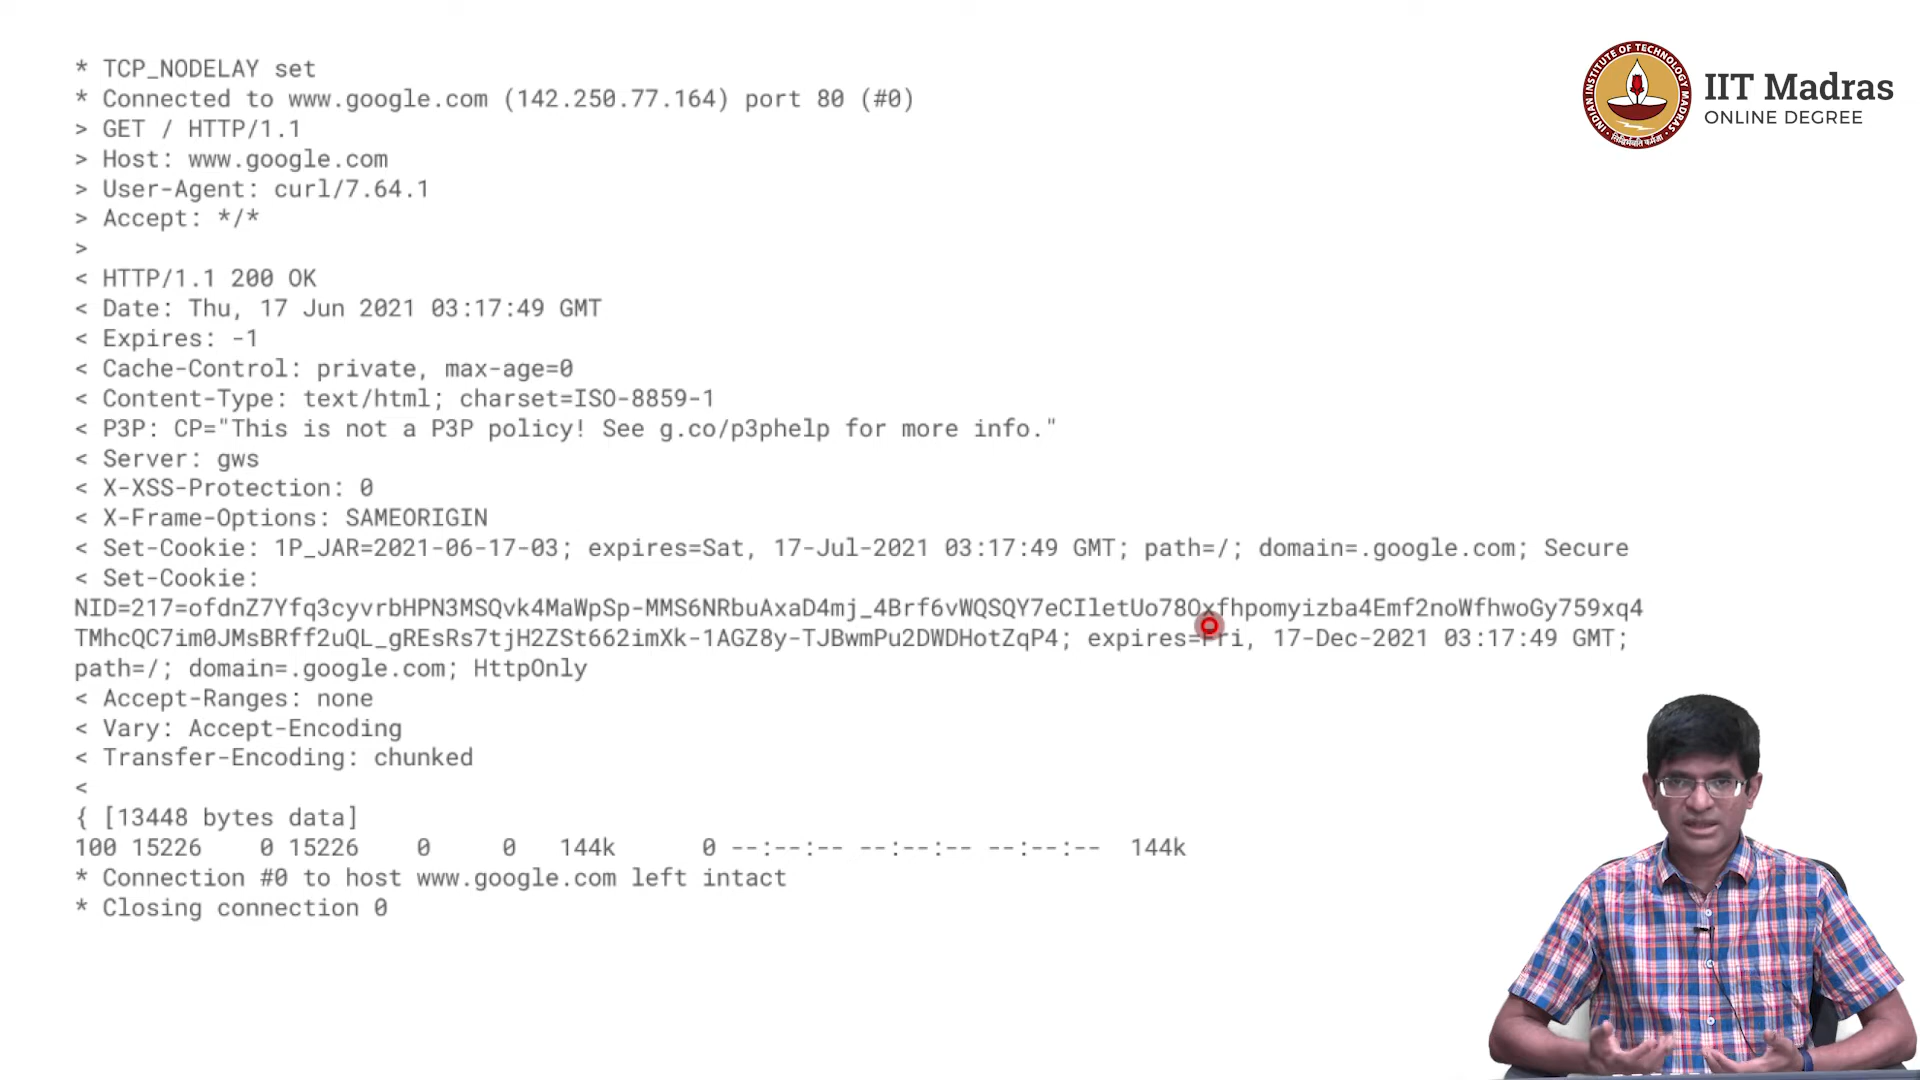 * TCP_NODELAY set
* Connected to www.google.com (142.250.77.164) port 80 (#0)
> GET / HTTP/1.1
> Host: www.google.com
> User-Agent: curl/7.64.1
> Accept: */*
>
< HTTP/1.1 200 OK
< Date: Thu, 17 Jun 2021 03:17:49 GMT
< Expires: -1
< Cache-Control: private, max-age=0
< Content-Type: text/html; charset=ISO-8859-1
< P3P: CP="This is not a P3P policy! See g.co/p3phelp for more info."
< Server: gws
< X-XSS-Protection: 0
< X-Frame-Options: SAMEORIGIN
< Set-Cookie: 1P_JAR=2021-06-17-03; expires=Sat, 17-Jul-2021 03:17:49 GMT; path=/; domain=.google.com; Secure
< Set-Cookie:
NID=217=ofdnZ7Yfq3cyvrbHPN3MSQvk4MaWpSp-MMS6NRbuAxaD4mj_4Brf6vWQSQY7eCIletUo78Oxfhpomyizba4Emf2noWfhwoGy759xq4
TMhcQC7im0JMsBRff2uQL_gREsRs7tjH2ZSt662imXk-1AGZ8y-TJBwmPu2DWDHotZqP4; expires=Fri, 17-Dec-2021 03:17:49 GMT;
path=/; domain=.google.com; HttpOnly
< Accept-Ranges: none
< Vary: Accept-Encoding
< Transfer-Encoding: chunked
<
{ [13448 bytes data]
100 15226    0 15226    0     0   144k      0 --:--:-- --:--:-- --:--:--  144k
* Connection #0 to host www.google.com left intact
* Closing connection 0
IIT Madras
ONLINE DEGREE
INDIAN INSTITUTE OF TECHNOLOGY MADRAS
सिद्धिर्भवति कर्मजा